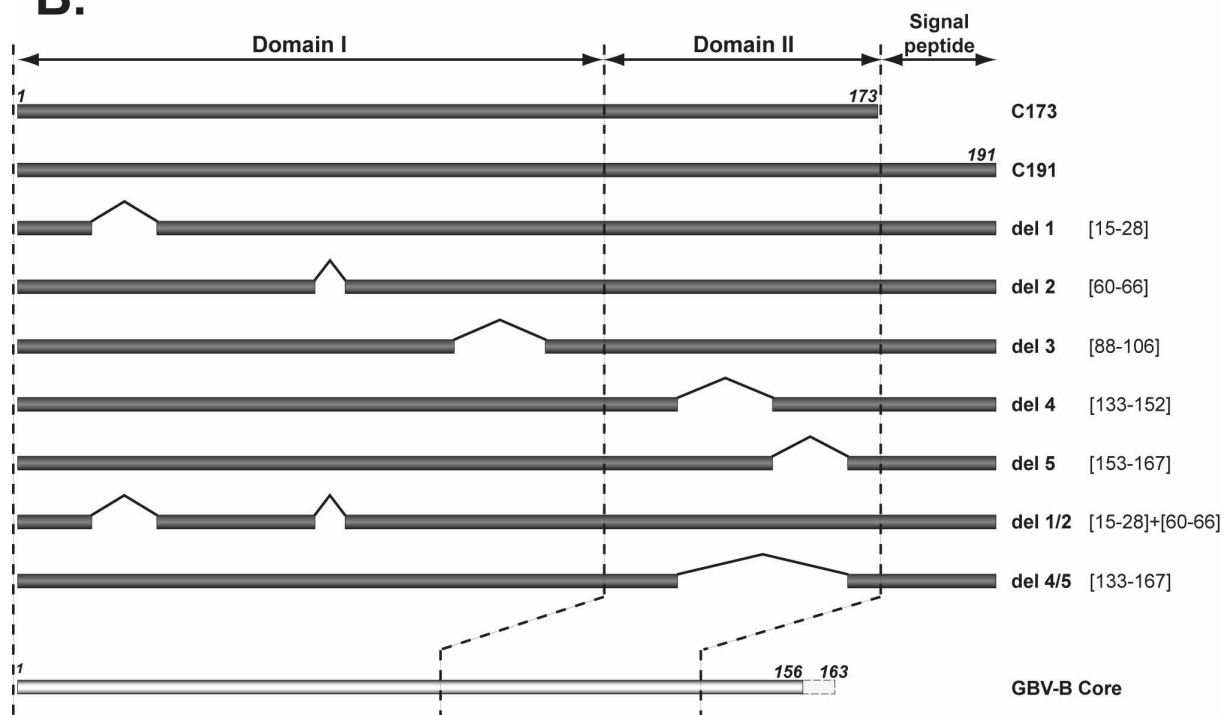 B.
Signal
Domain I Domain II peptide
1 173 C173
191 C191
del 1 [15-28]
del 2 [60-66]
del 3 [88-106]
del 4 [133-152]
del 5 [153-167]
del 1/2 [15-28]+[60-66]
del 4/5 [133-167]
1 156 163 GBV-B Core